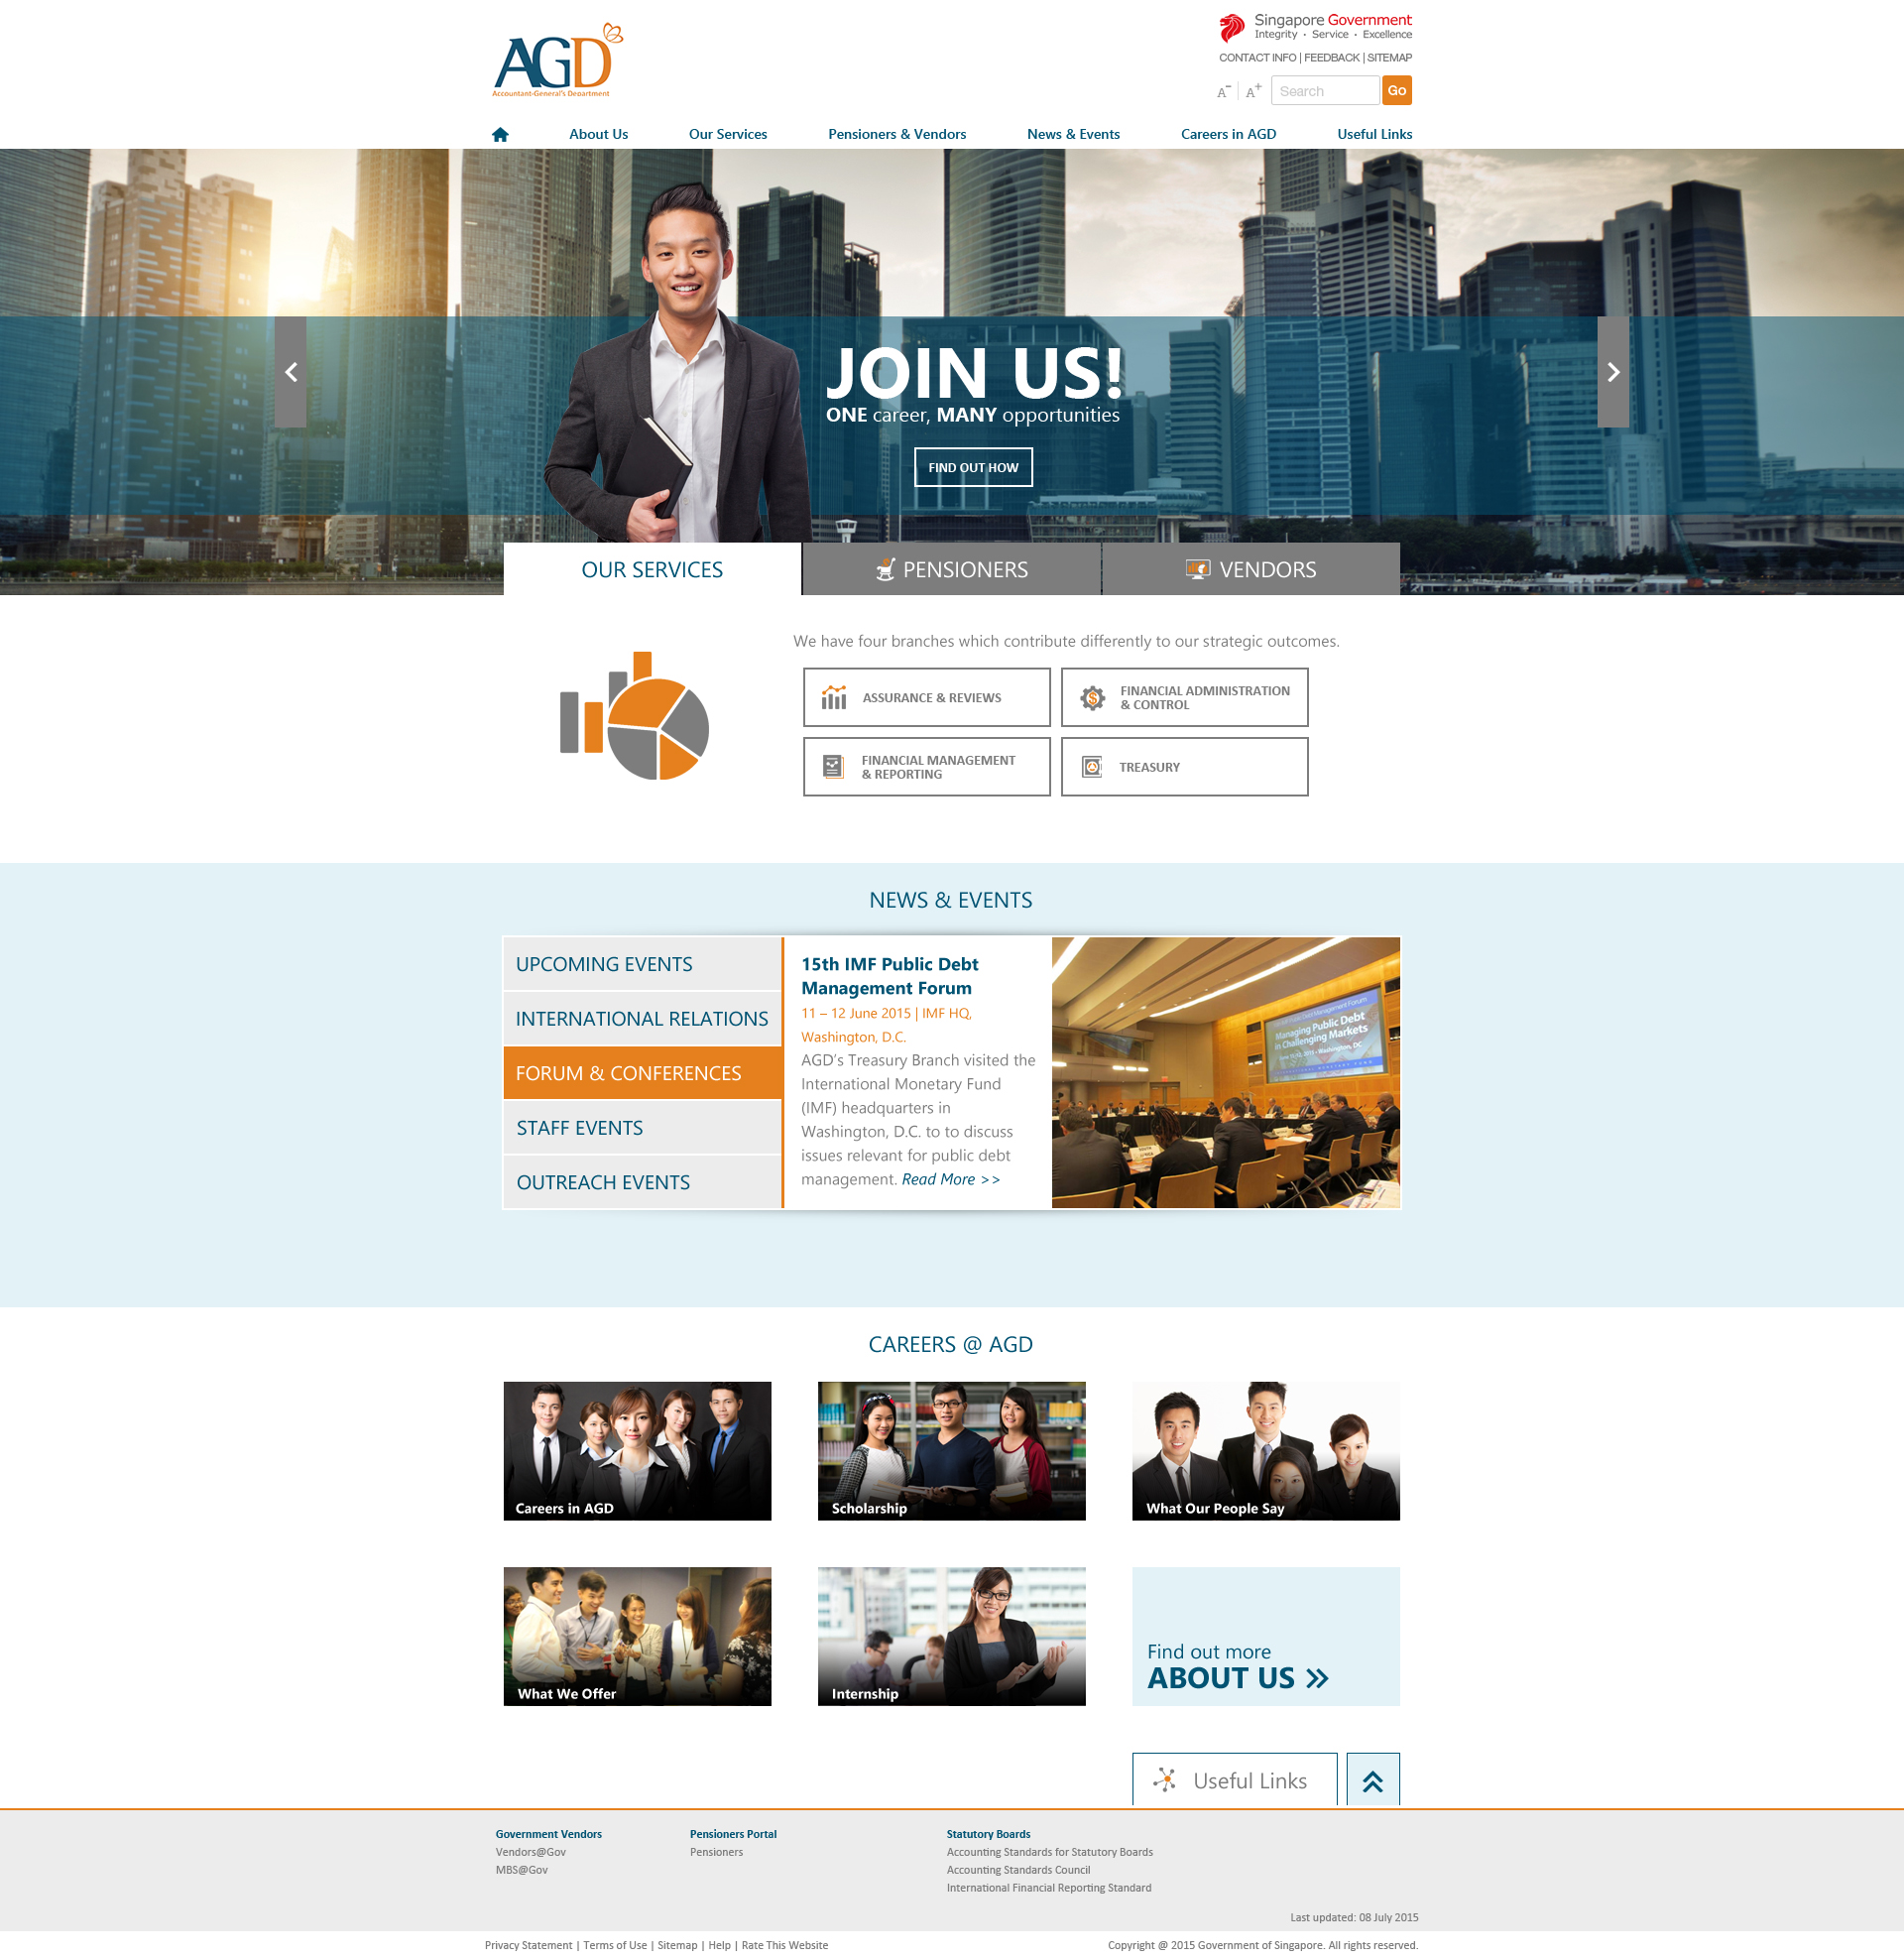 AGD
Accountant-General's Department
Singapore Government
Integrity · Service · Excellence
CONTACT INFO | FEEDBACK | SITEMAP
A- A+ Search Go
About Us Our Services Pensioners & Vendors News & Events Careers in AGD Useful Links
JOIN US!
ONE career, MANY opportunities
FIND OUT HOW
OUR SERVICES PENSIONERS VENDORS
We have four branches which contribute differently to our strategic outcomes.
ASSURANCE & REVIEWS
FINANCIAL ADMINISTRATION
& CONTROL
FINANCIAL MANAGEMENT
& REPORTING
TREASURY
NEWS & EVENTS
UPCOMING EVENTS
INTERNATIONAL RELATIONS
FORUM & CONFERENCES
STAFF EVENTS
OUTREACH EVENTS
15th IMF Public Debt
Management Forum
11 – 12 June 2015 | IMF HQ,
Washington, D.C.
AGD's Treasury Branch visited the
International Monetary Fund
(IMF) headquarters in
Washington, D.C. to to discuss
issues relevant for public debt
management. Read More >>
Management Forum
Managing Public Debt
in Challenging Markets
Washington, DC
CAREERS @ AGD
Careers in AGD
Scholarship
What Our People Say
What We Offer
Internship
Find out more
ABOUT US >>
Useful Links
Government Vendors
Vendors@Gov
MBS@Gov
Pensioners Portal
Pensioners
Statutory Boards
Accounting Standards for Statutory Boards
Accounting Standards Council
International Financial Reporting Standard
Last updated: 08 July 2015
Privacy Statement | Terms of Use | Sitemap | Help | Rate This Website
Copyright @ 2015 Government of Singapore. All rights reserved.